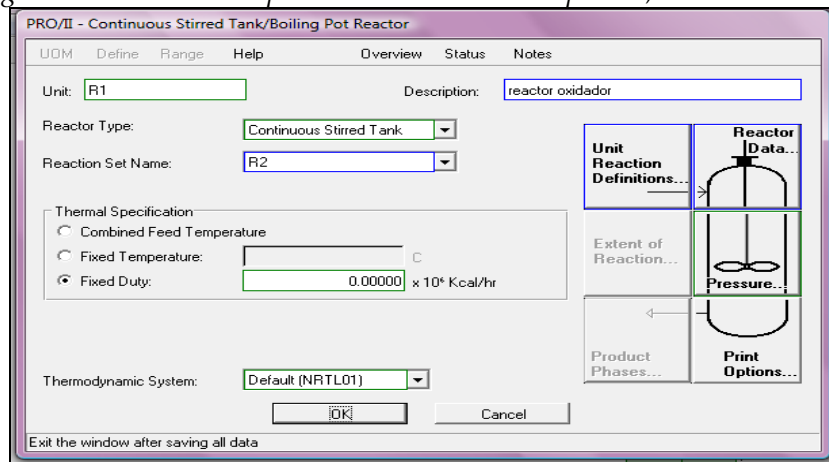 PRO/II - Continuous Stirred Tank/Boiling Pot Reactor
UOM Define Range Help Overview Status Notes
Unit: R1 Description: reactor oxidador
Reactor Type: Continuous Stirred Tank
Reaction Set Name: R2
Unit Reaction Definitions...
Reactor Data...
Thermal Specification
Combined Feed Temperature
Fixed Temperature: C
Fixed Duty: 0.00000 x 10⁶ Kcal/hr
Extent of Reaction...
Pressure...
Product Phases...
Print Options...
Thermodynamic System: Default (NRTL01)
OK Cancel
Exit the window after saving all data